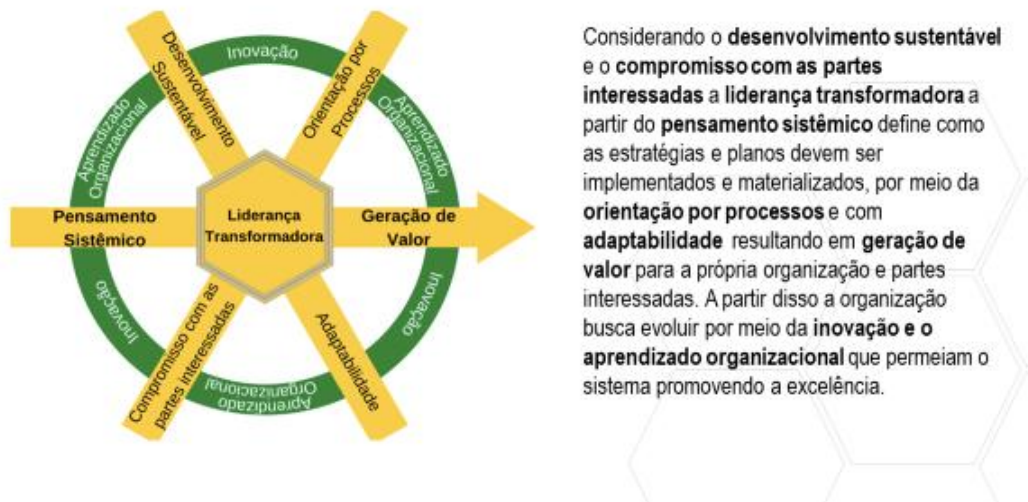 Inovação
Desenvolvimento
Sustentável
Orientação por
Processos
Aprendizado
Organizacional
Aprendizado
Organizacional
Pensamento
Sistêmico
Liderança
Transformadora
Geração de
Valor
Inovação
Inovação
Compromisso com as
partes interessadas
Adaptabilidade
Aprendizado
Organizacional
Considerando o desenvolvimento sustentável
e o compromisso com as partes
interessadas a liderança transformadora a
partir do pensamento sistêmico define como
as estratégias e planos devem ser
implementados e materializados, por meio da
orientação por processos e com
adaptabilidade resultando em geração de
valor para a própria organização e partes
interessadas. A partir disso a organização
busca evoluir por meio da inovação e o
aprendizado organizacional que permeiam o
sistema promovendo a excelência.